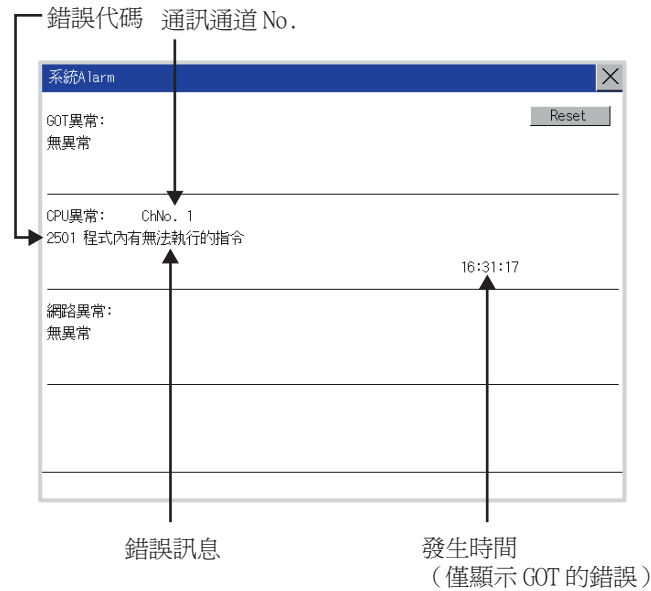 錯誤代碼 通訊通道 No.
系統Alarm
GOT異常: Reset
無異常
CPU異常: ChNo. 1
2501 程式內有無法執行的指令
16:31:17
網路異常:
無異常
錯誤訊息 發生時間
（僅顯示 GOT 的錯誤）